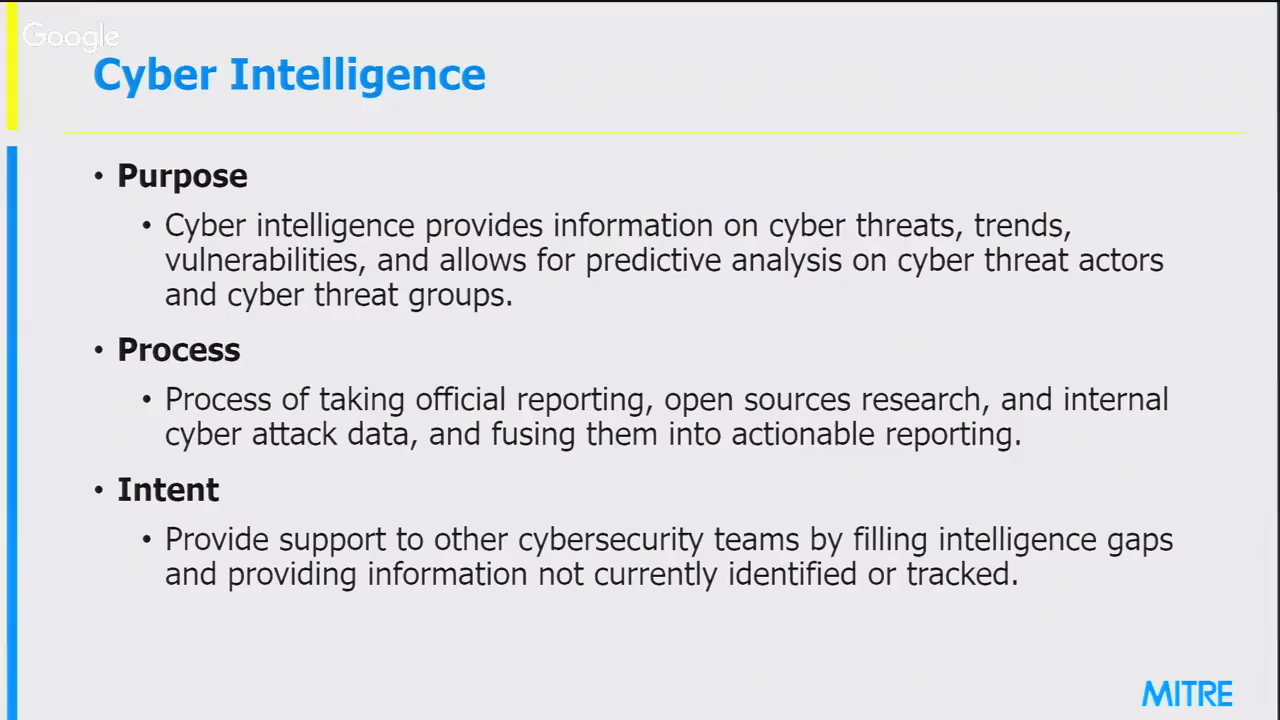 Google
Cyber Intelligence
• Purpose
• Cyber intelligence provides information on cyber threats, trends,
vulnerabilities, and allows for predictive analysis on cyber threat actors
and cyber threat groups.
• Process
• Process of taking official reporting, open sources research, and internal
cyber attack data, and fusing them into actionable reporting.
• Intent
• Provide support to other cybersecurity teams by filling intelligence gaps
and providing information not currently identified or tracked.
MITRE